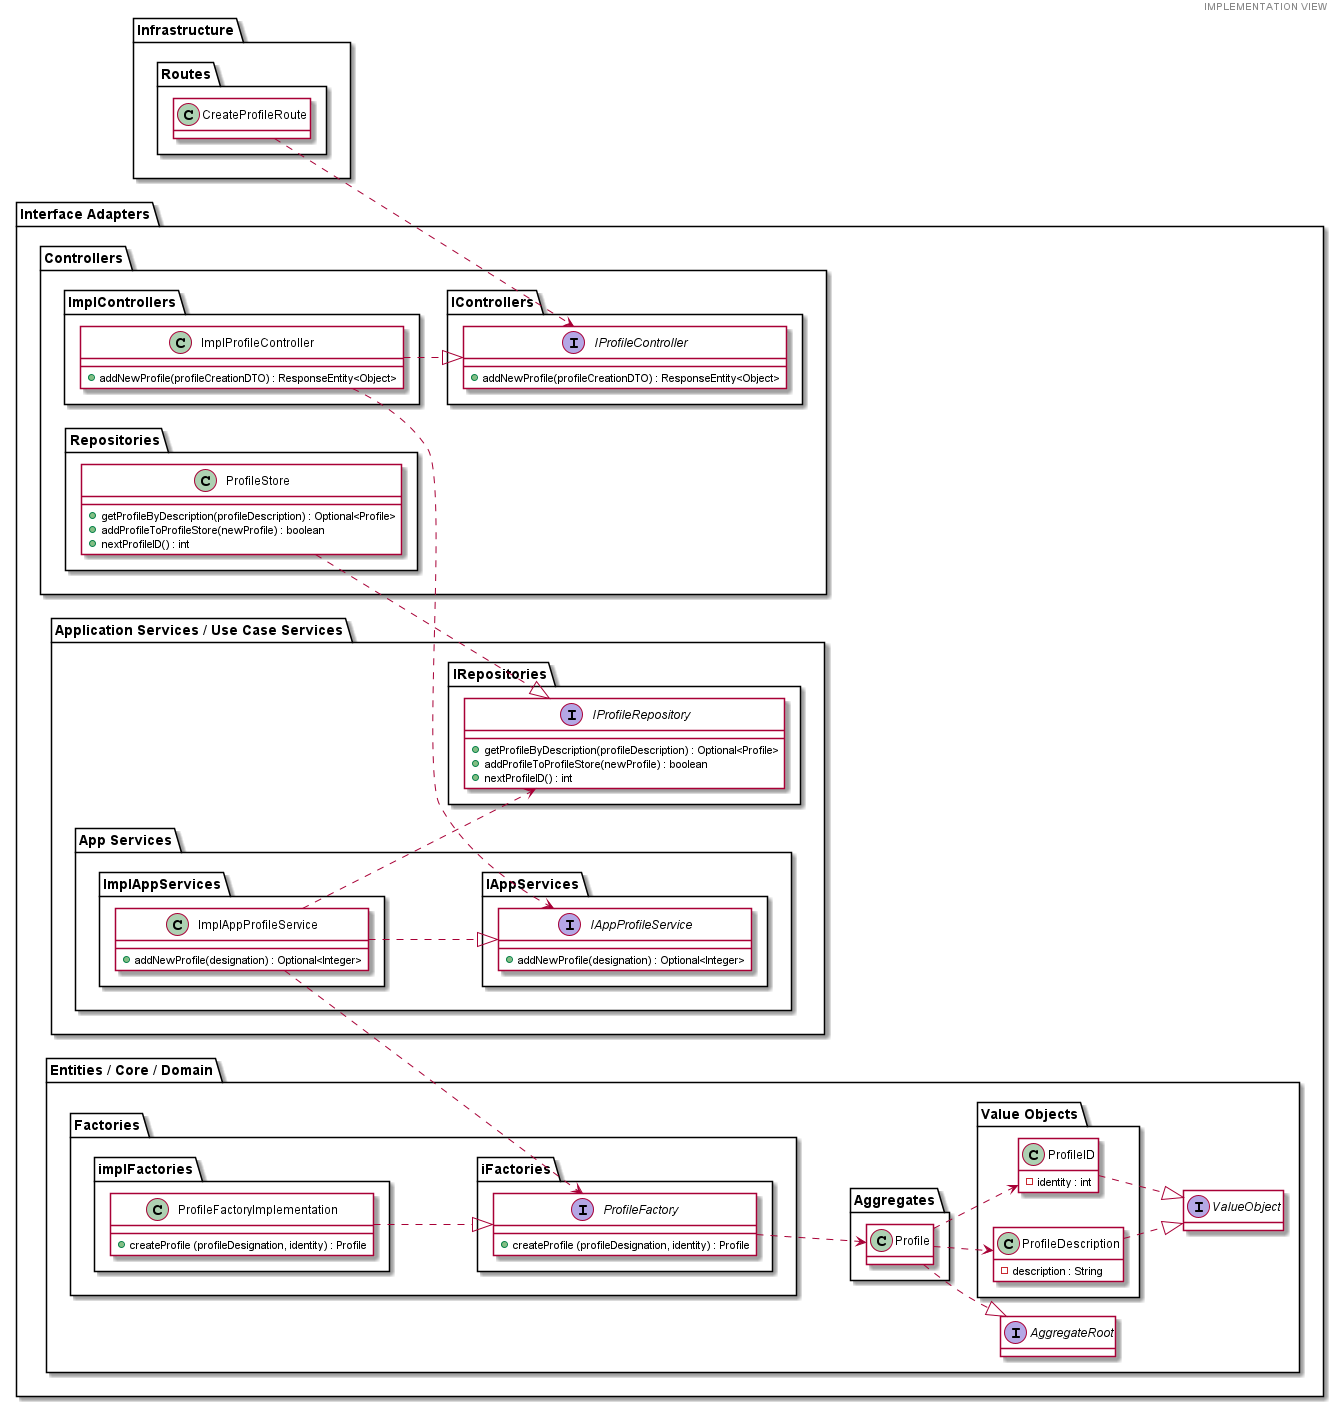 IMPLEMENTATION VIEW
Infrastructure
Routes
C CreateProfileRoute
Interface Adapters
Controllers
ImplControllers
C ImplProfileController
addNewProfile(profileCreationDTO) : ResponseEntity<Object>
IControllers
I IProfileController
addNewProfile(profileCreationDTO) : ResponseEntity<Object>
Repositories
C ProfileStore
getProfileByDescription(profileDescription) : Optional<Profile>
addProfileToProfileStore(newProfile) : boolean
nextProfileID() : int
Application Services / Use Case Services
IRepositories
I IProfileRepository
getProfileByDescription(profileDescription) : Optional<Profile>
addProfileToProfileStore(newProfile) : boolean
nextProfileID() : int
App Services
ImplAppServices
C ImplAppProfileService
addNewProfile(designation) : Optional<Integer>
IAppServices
I IAppProfileService
addNewProfile(designation) : Optional<Integer>
Entities / Core / Domain
Factories
implFactories
C ProfileFactoryImplementation
createProfile (profileDesignation, identity) : Profile
iFactories
I ProfileFactory
createProfile (profileDesignation, identity) : Profile
Aggregates
C Profile
Value Objects
C ProfileID
identity : int
C ProfileDescription
description : String
I ValueObject
I AggregateRoot